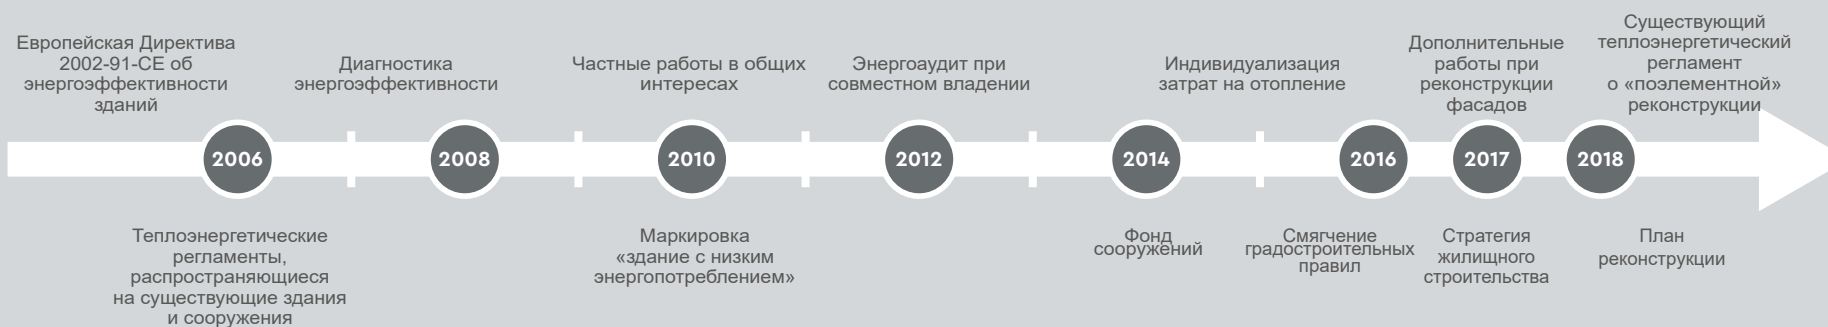 Европейская Директива
2002-91-СЕ об
энергоэффективности
зданий
Диагностика
энергоэффективности
Частные работы в общих
интересах
Энергоаудит при
совместном владении
Индивидуализация
затрат на отопление
Дополнительные
работы при
реконструкции
фасадов
Существующий
теплоэнергетический
регламент
о «поэлементной»
реконструкции
2006
2008
2010
2012
2014
2016
2017
2018
Теплоэнергетические
регламенты,
распространяющиеся
на существующие здания
и сооружения
Маркировка
«здание с низким
энергопотреблением»
Фонд
сооружений
Смягчение
градостроительных
правил
Стратегия
жилищного
строительства
План
реконструкции